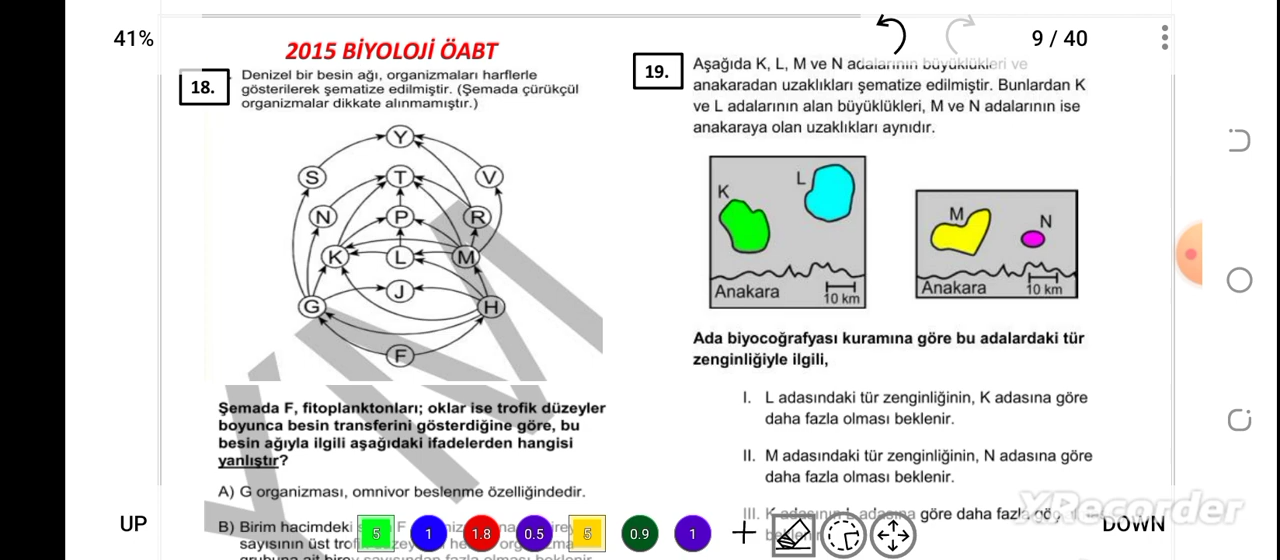 41%
9 / 40
2015 BİYOLOJİ ÖABT
18.
Denizel bir besin ağı, organizmaları harflerle
gösterilerek şematize edilmiştir. (Şemada çürükçül
organizmalar dikkate alınmamıştır.)
Y
S
T
V
N
P
R
K
L
M
J
G
H
F
Şemada F, fitoplanktonları; oklar ise trofik düzeyler
boyunca besin transferini gösterdiğine göre, bu
besin ağıyla ilgili aşağıdaki ifadelerden hangisi
yanlıştır?
A) G organizması, omnivor beslenme özelliğindedir.
B) Birim hacimdeki F
sayısının üst
19.
Aşağıda K, L, M ve N adalarının büyüklükleri ve
anakaradan uzaklıkları şematize edilmiştir. Bunlardan K
ve L adalarının alan büyüklükleri, M ve N adalarının ise
anakaraya olan uzaklıkları aynıdır.
K
L
Anakara
10 km
M
N
Anakara
10 km
Ada biyocoğrafyası kuramına göre bu adalardaki tür
zenginliğiyle ilgili,
I. L adasındaki tür zenginliğinin, K adasına göre
daha fazla olması beklenir.
II. M adasındaki tür zenginliğinin, N adasına göre
daha fazla olması beklenir.
III. K adasının L adasına göre daha fazla
UP
5
1
1.8
0.5
5
0.9
1
XRecorder
DOWN